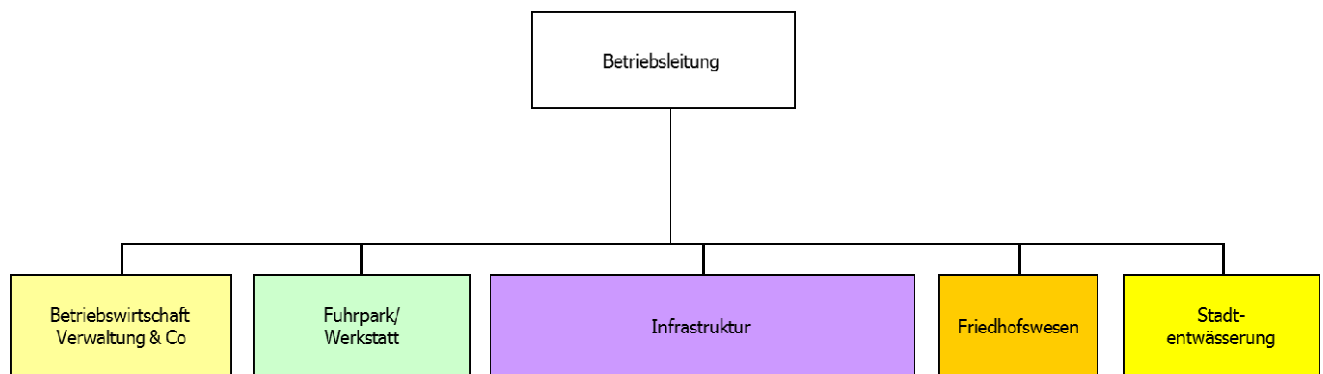 Betriebsleitung
Betriebswirtschaft
Verwaltung & Co
Fuhrpark/
Werkstatt
Infrastruktur
Friedhofswesen
Stadt-
entwässerung